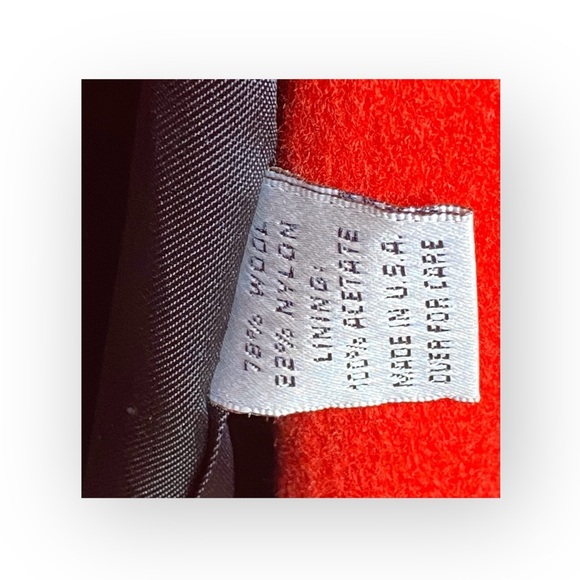 78% WOOL
22% NYLON
LINING:
100% ACETATE
MADE IN U.S.A.
OVER FOR CARE